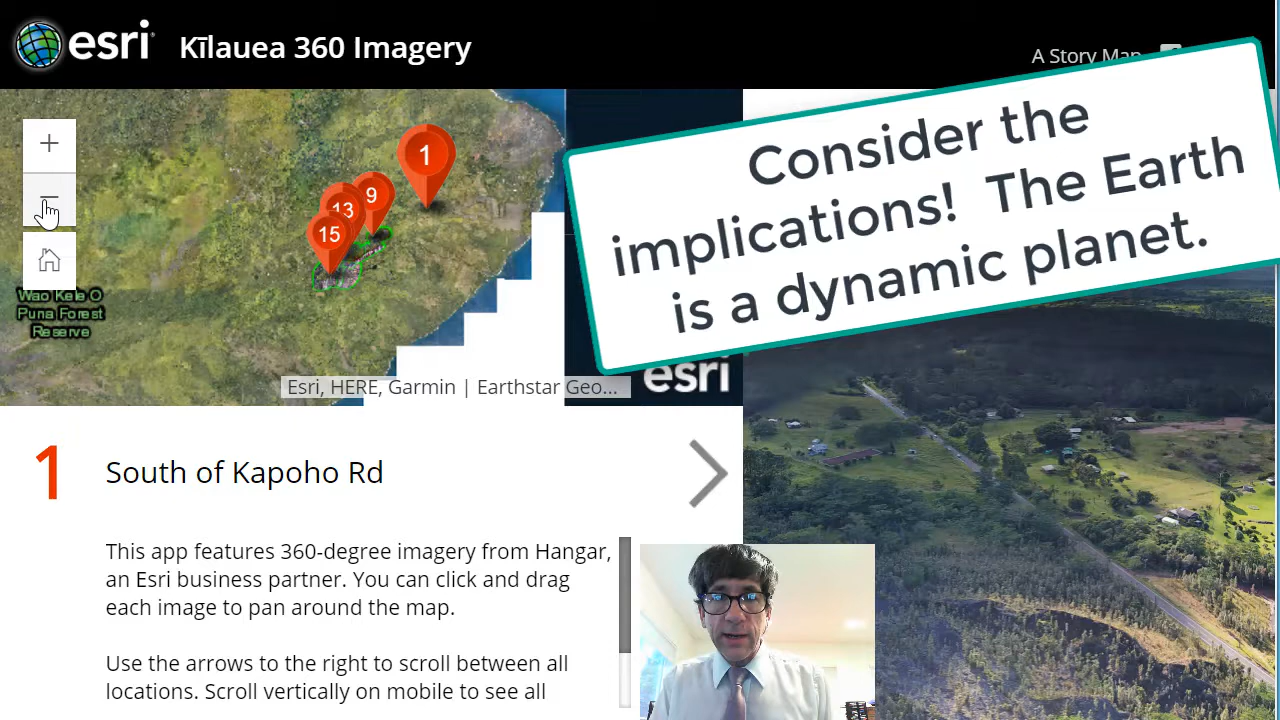 esri
Kīlauea 360 Imagery
A Story Map
Consider the
implications! The Earth
is a dynamic planet.
1
9
13
15
Wao Kele O
Puna Forest
Reserve
Esri, HERE, Garmin | Earthstar Geo...
esri
1
South of Kapoho Rd
This app features 360-degree imagery from Hangar,
an Esri business partner. You can click and drag
each image to pan around the map.
Use the arrows to the right to scroll between all
locations. Scroll vertically on mobile to see all